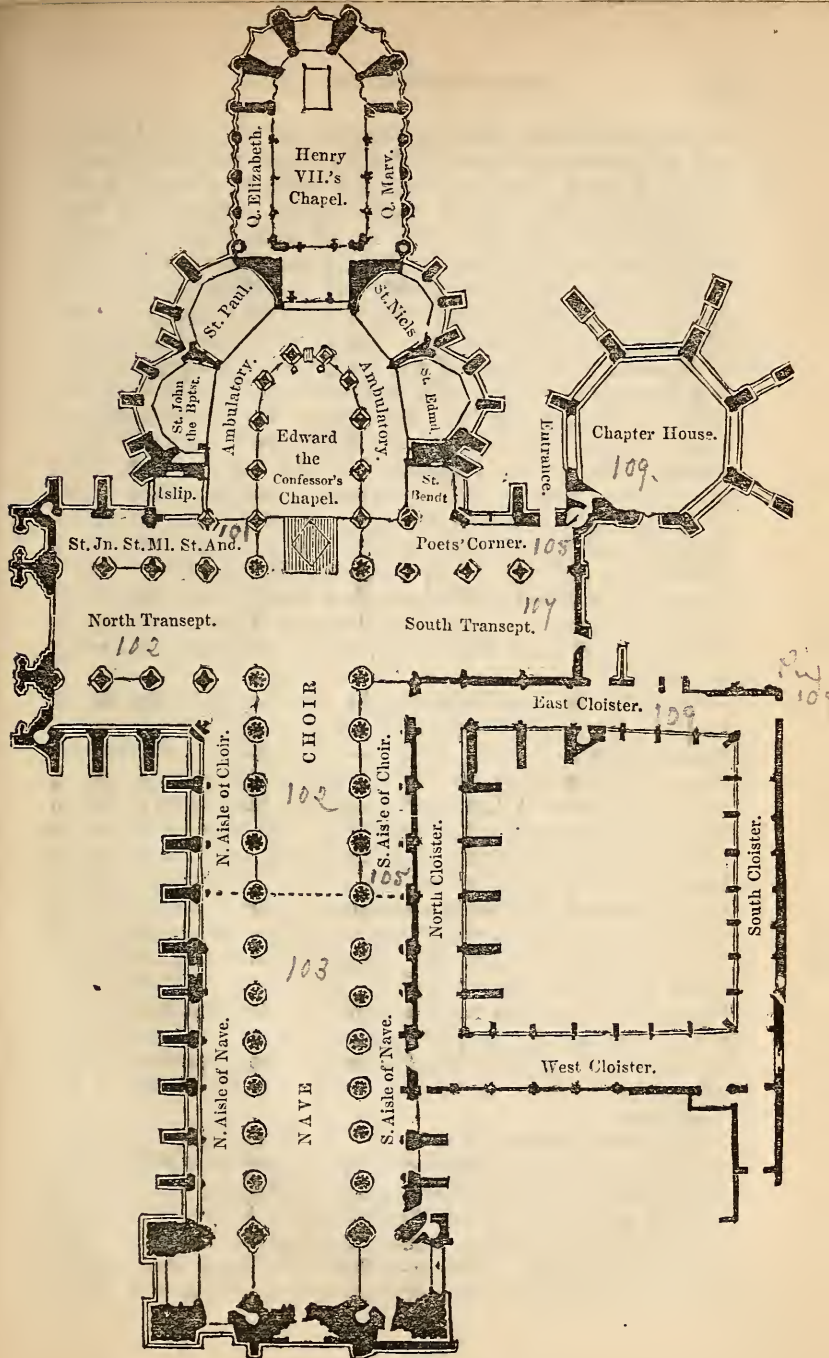 Q. Elizabeth.
Henry
VII.'s
Chapel.
Q. Mary.
St. Paul.
St. Nichls
St. John
the Bptst.
Ambulatory.
Ambulatory.
St. Edmd.
Edward
the
Confessor's
Chapel.
Islip.
St.
Bendt
Entrance.
Chapter House.
109.
St. Jn. St. Ml. St. And.
101
Poets' Corner.
105
North Transept.
102
South Transept.
107
CHOIR
N. Aisle of Choir.
102
S. Aisle of Choir.
105
East Cloister.
109
North Cloister.
South Cloister.
103
N. Aisle of Nave.
NAVE
S. Aisle of Nave.
West Cloister.